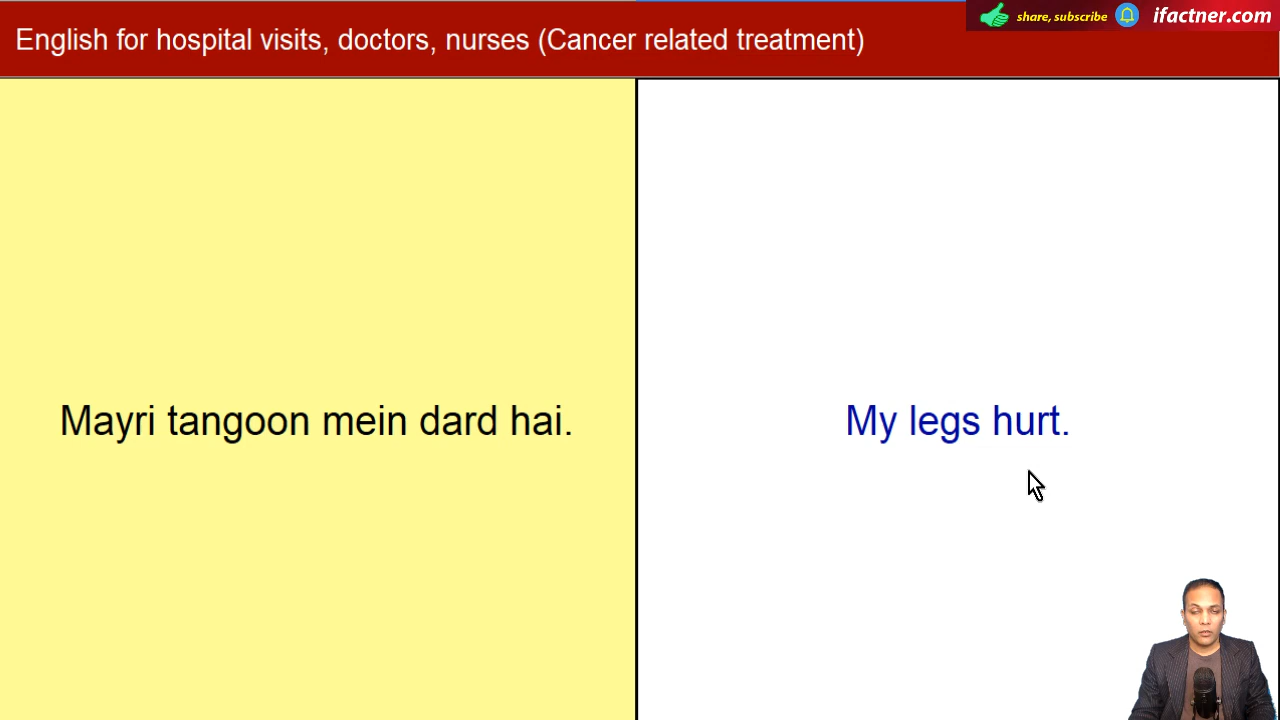 English for hospital visits, doctors, nurses (Cancer related treatment)
share, subscribe ifactner.com
Mayri tangoon mein dard hai.
My legs hurt.